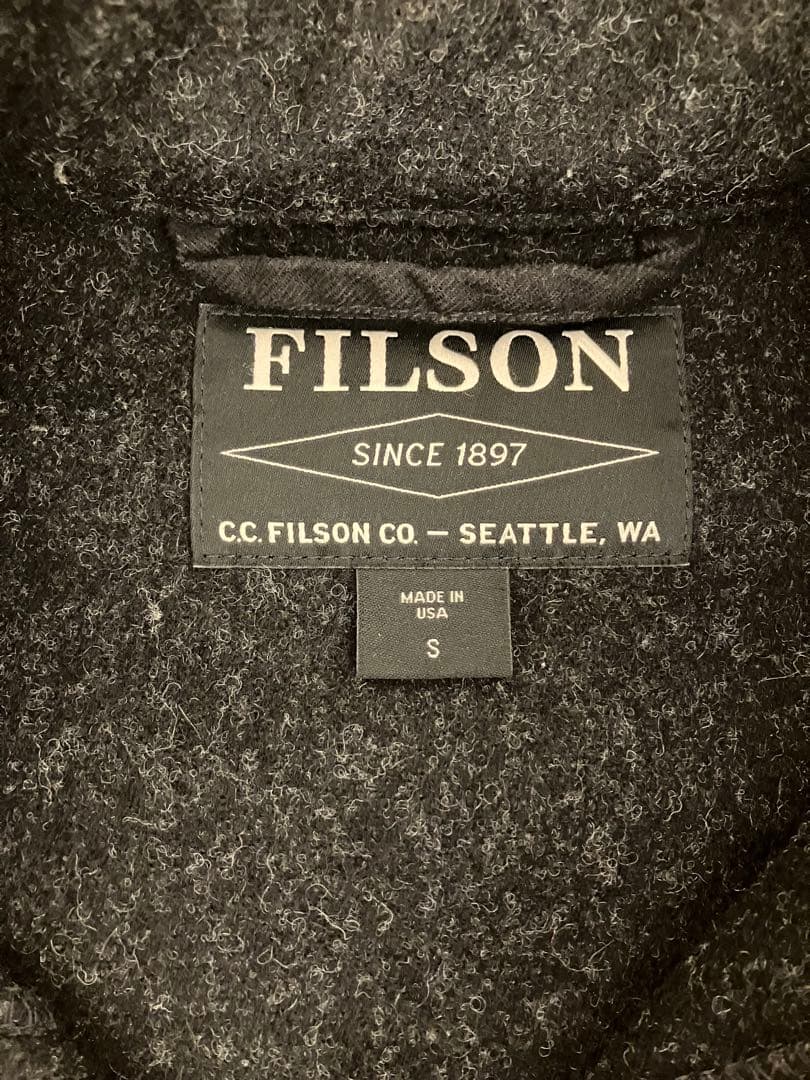 FILSON
SINCE 1897
C.C. FILSON CO. — SEATTLE, WA
MADE IN
USA
S